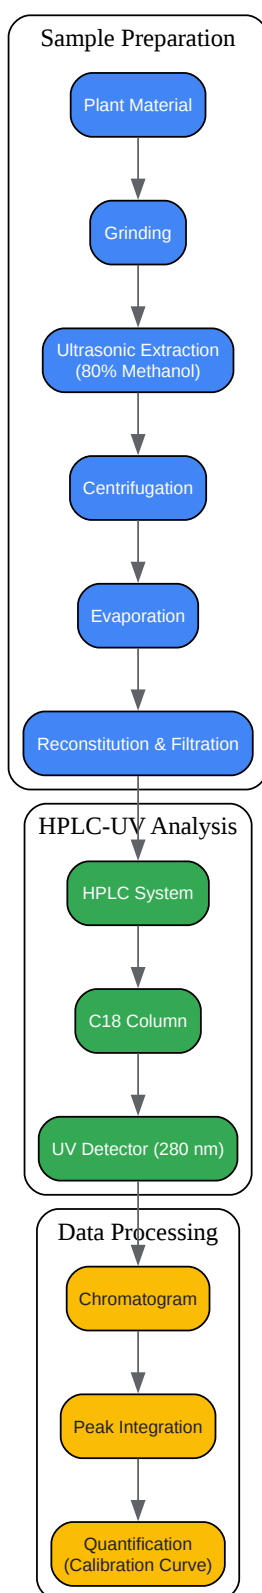 Sample Preparation
Plant Material
Grinding
Ultrasonic Extraction
(80% Methanol)
Centrifugation
Evaporation
Reconstitution & Filtration
HPLC-UV Analysis
HPLC System
C18 Column
UV Detector (280 nm)
Data Processing
Chromatogram
Peak Integration
Quantification
(Calibration Curve)